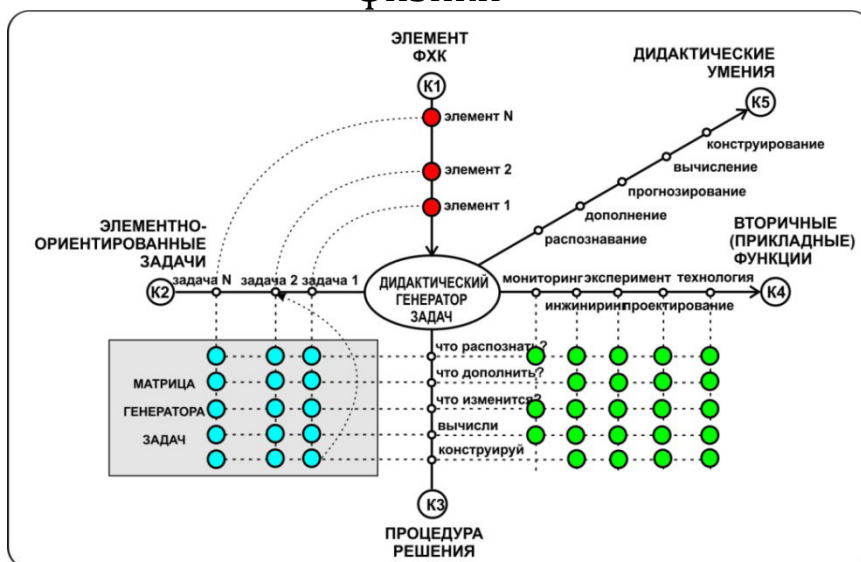 физики
ЭЛЕМЕНТ
ФХК
К1
элемент N
элемент 2
элемент 1
ДИДАКТИЧЕСКИЕ
УМЕНИЯ
К5
конструирование
вычисление
прогнозирование
дополнение
распознавание
ЭЛЕМЕНТНО-
ОРИЕНТИРОВАННЫЕ
ЗАДАЧИ
К2
задача N
задача 2
задача 1
ДИДАКТИЧЕСКИЙ
ГЕНЕРАТОР
ЗАДАЧ
ВТОРИЧНЫЕ
(ПРИКЛАДНЫЕ)
ФУНКЦИИ
К4
мониторинг
эксперимент
технология
инжиниринг
проектирование
МАТРИЦА
ГЕНЕРАТОРА
ЗАДАЧ
что распознать?
что дополнить?
что изменится?
вычисли
конструируй
К3
ПРОЦЕДУРА
РЕШЕНИЯ